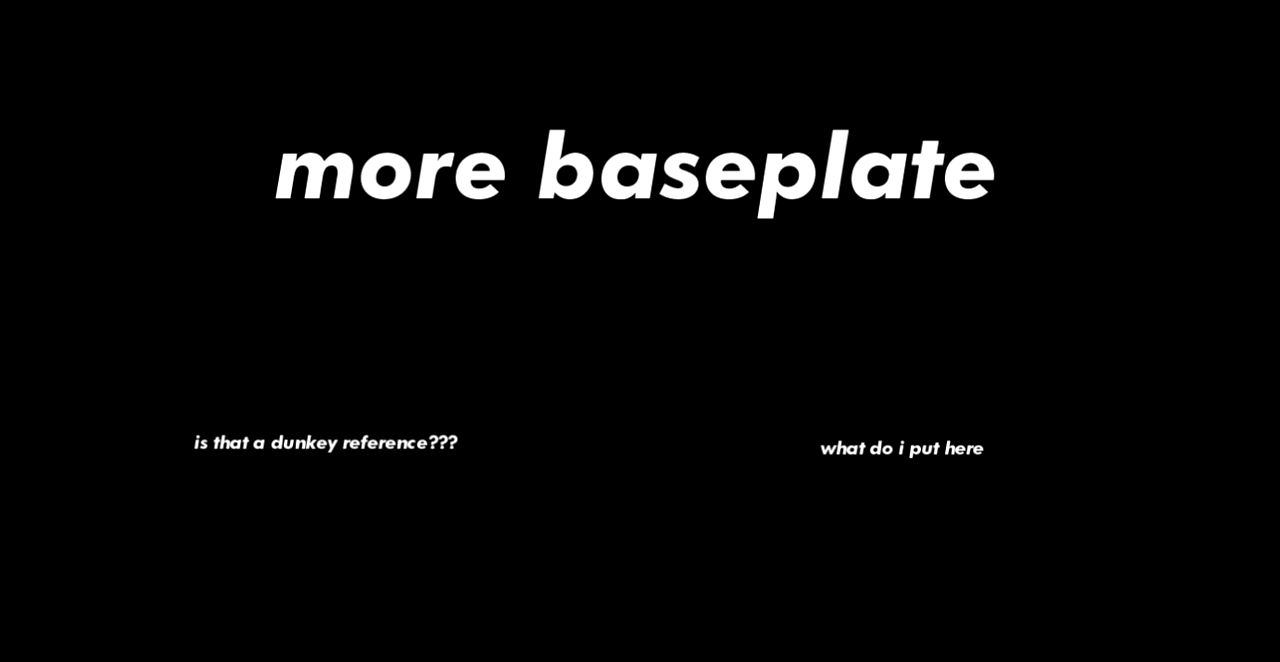 more baseplate
is that a dunkey reference???
what do i put here